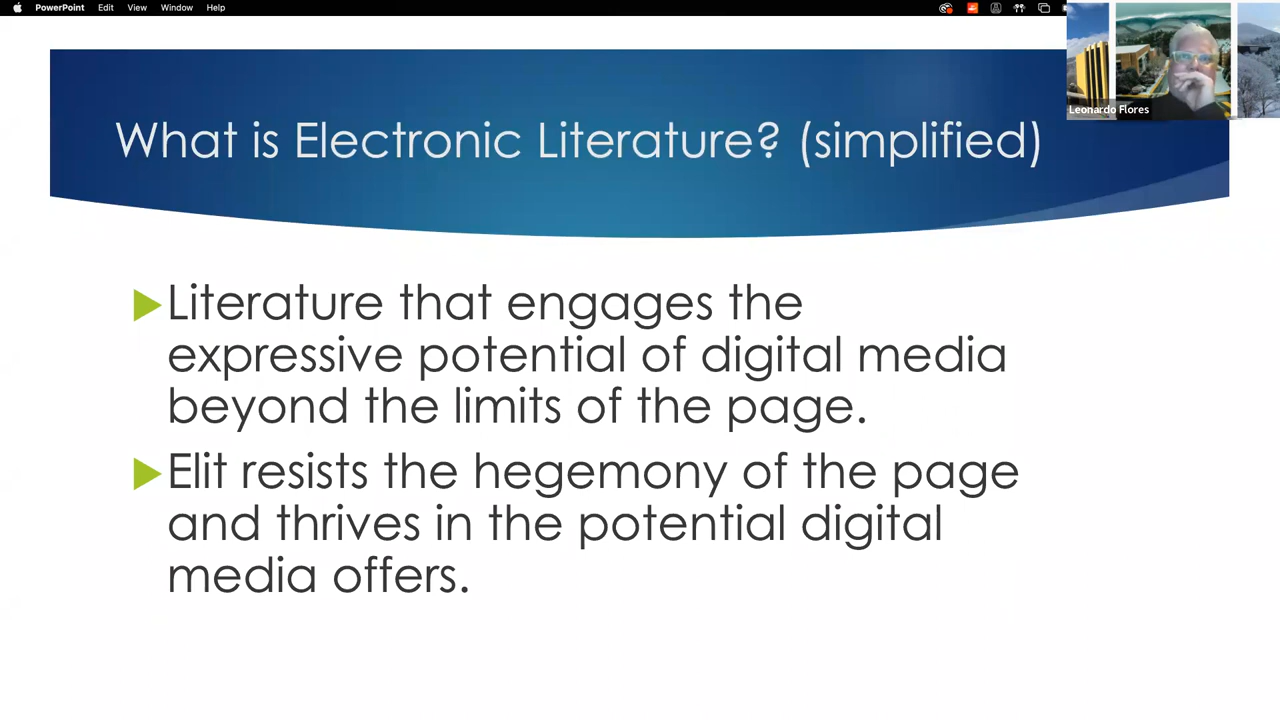 PowerPoint Edit View Window Help
Leonardo Flores
What is Electronic Literature? (simplified)
Literature that engages the
expressive potential of digital media
beyond the limits of the page.
Elit resists the hegemony of the page
and thrives in the potential digital
media offers.